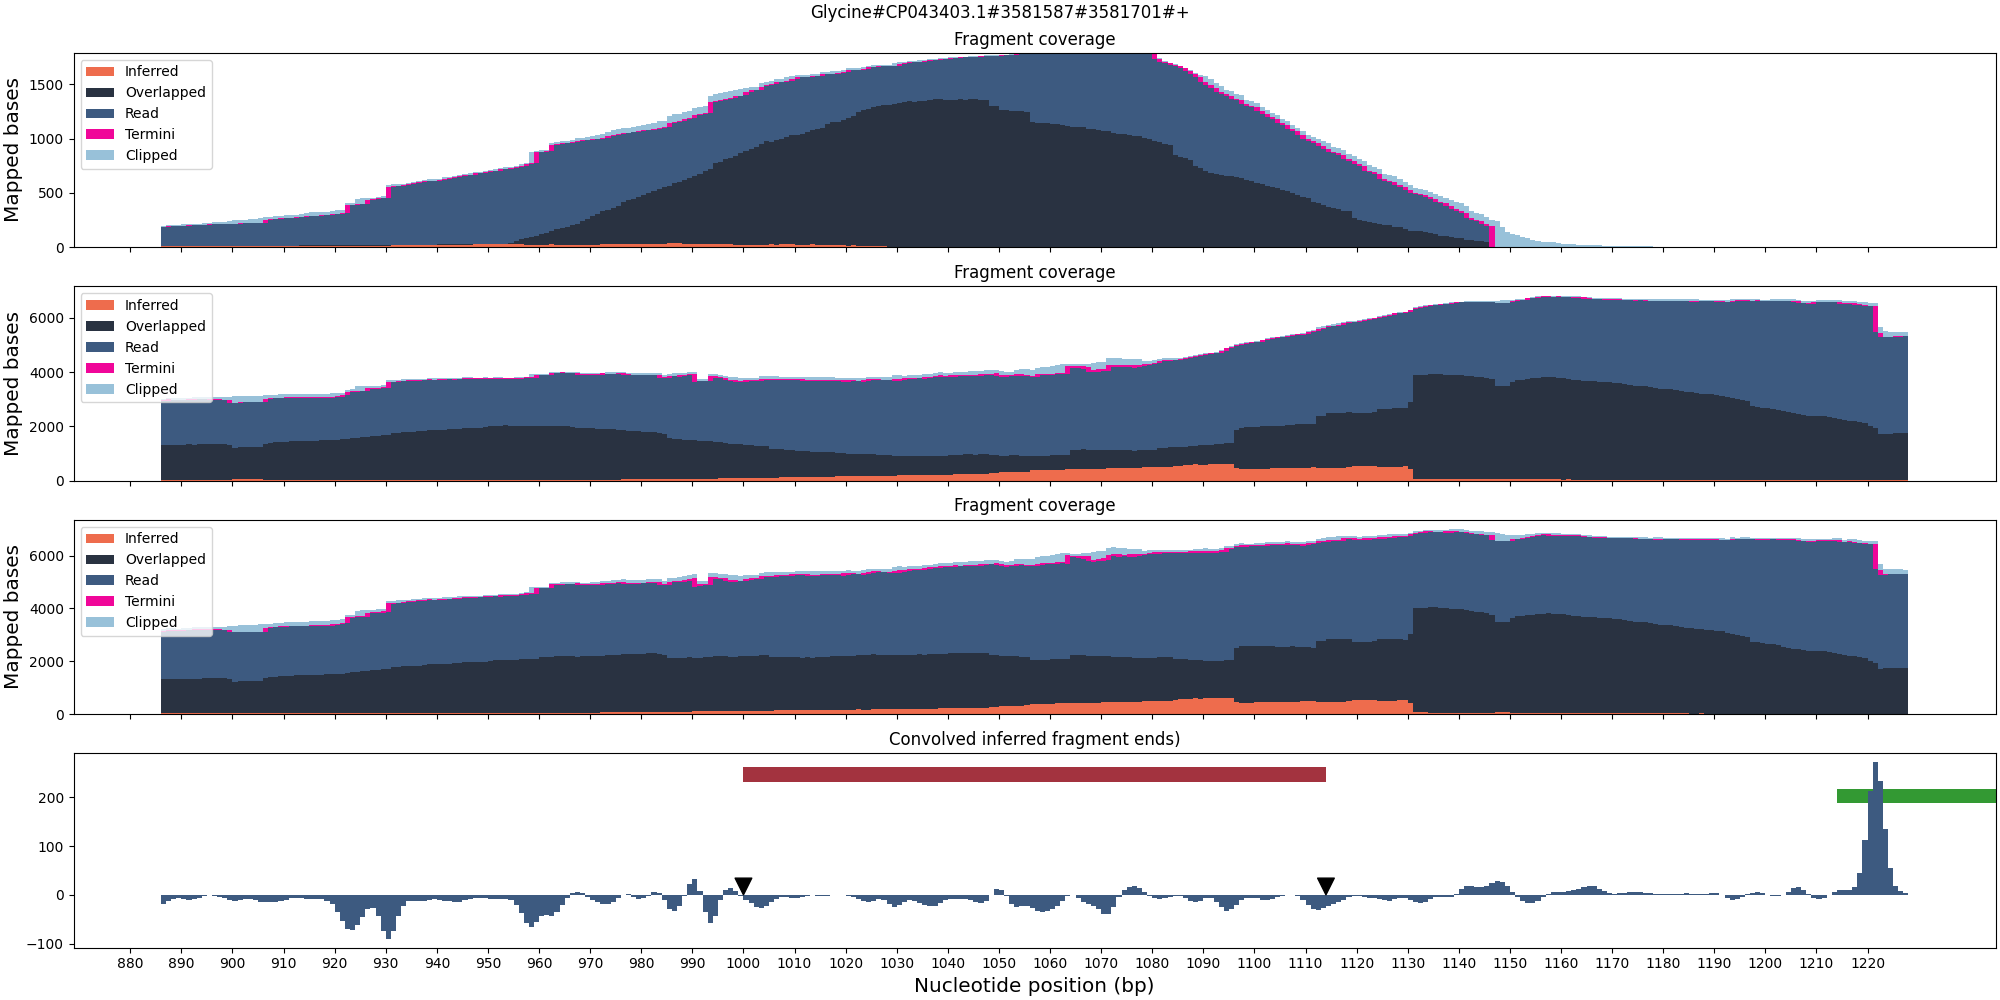 Glycine#CP043403.1#3581587#3581701#+
Fragment coverage
Mapped bases
1500
1000
500
0
Inferred
Overlapped
Read
Termini
Clipped
Fragment coverage
Mapped bases
6000
4000
2000
0
Inferred
Overlapped
Read
Termini
Clipped
Fragment coverage
Mapped bases
6000
4000
2000
0
Inferred
Overlapped
Read
Termini
Clipped
Convolved inferred fragment ends)
200
100
0
−100
880 890 900 910 920 930 940 950 960 970 980 990 1000 1010 1020 1030 1040 1050 1060 1070 1080 1090 1100 1110 1120 1130 1140 1150 1160 1170 1180 1190 1200 1210 1220
Nucleotide position (bp)